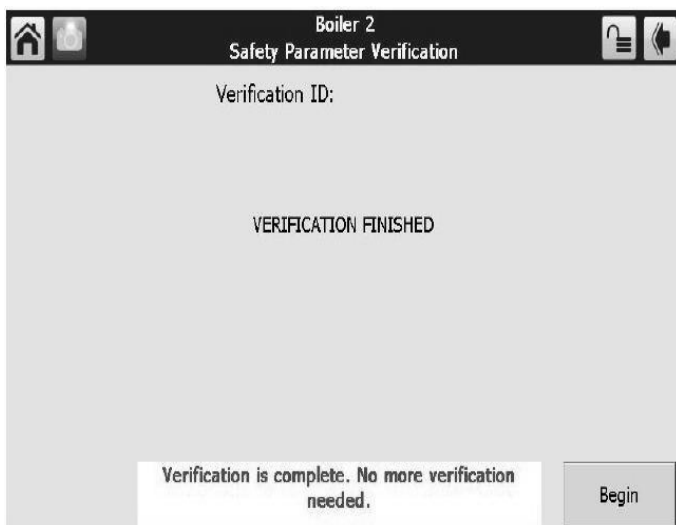 Boiler 2
Safety Parameter Verification
Verification ID:
VERIFICATION FINISHED
Verification is complete. No more verification
needed.
Begin